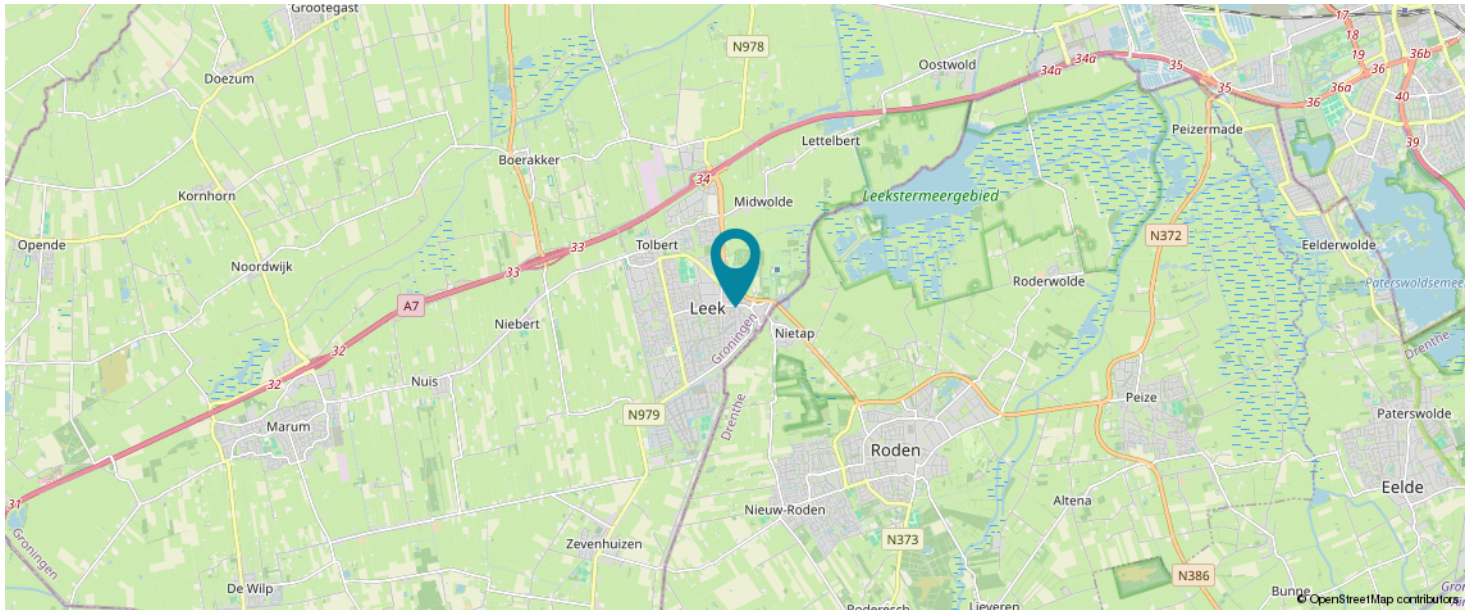 Grootegast
17
N978
18
36b
Oostwold
19
34a
34a
35
36
Doezum
35
36a
40
36
Peizermade
Lettelbert
39
Boerakker
34
Kornhorn
Midwolde
Leekstermeergebied
N372
Opende
Tolbert
33
Eelderwolde
Noordwijk
33
Roderwolde
Paterswoldsemee
A7
Leek
Niebert
Nietap
Groningen
Drenthe
32
32
Nuis
Peize
N979
Drenthe
Paterswolde
Marum
Roden
Eelde
31
Altena
Nieuw-Roden
Groningen
N373
Zevenhuizen
N386
De Wilp
Bunne
Roderesch
Lieveren
© OpenStreetMap contributors